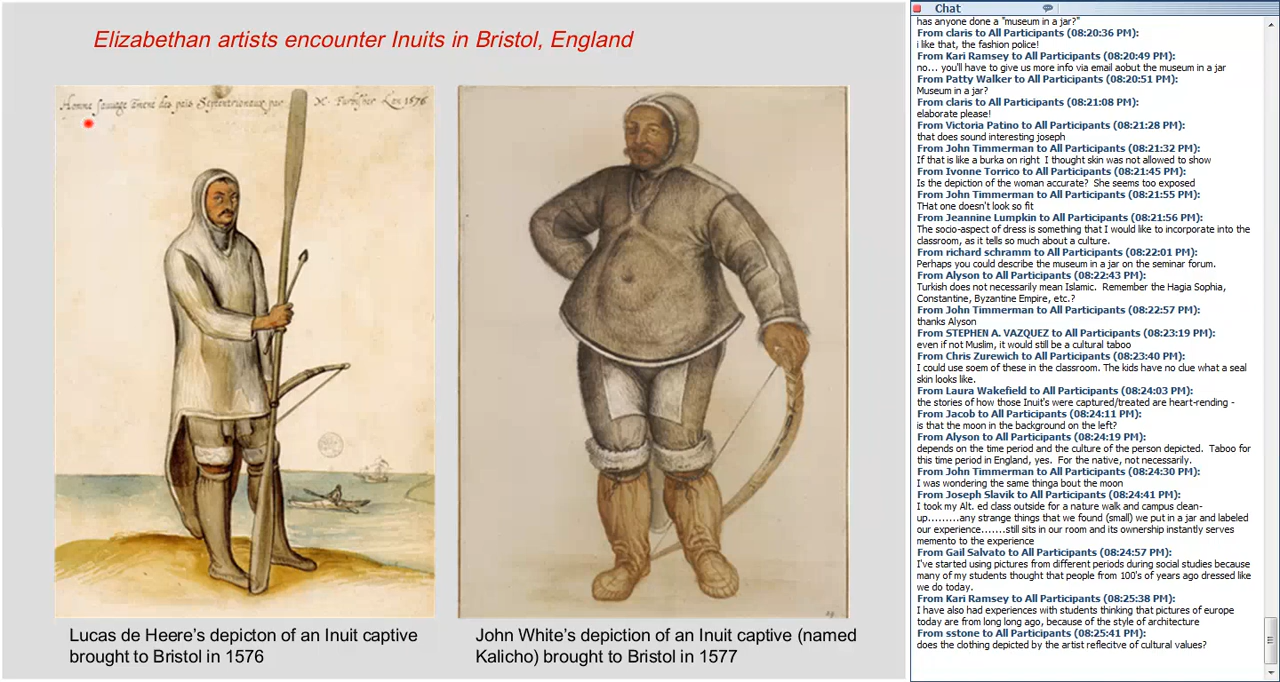 Elizabethan artists encounter Inuits in Bristol, England
Homme sauvage amené des pais Septentrionaux par M. Furbisher L'an 1576
Lucas de Heere's depicton of an Inuit captive
brought to Bristol in 1576
John White's depiction of an Inuit captive (named
Kalicho) brought to Bristol in 1577
Chat
has anyone done a "museum in a jar?"
From claris to All Participants (08:20:36 PM):
i like that, the fashion police!
From Kari Ramsey to All Participants (08:20:49 PM):
no... you'll have to give us more info via email aobut the museum in a jar
From Patty Walker to All Participants (08:20:51 PM):
Museum in a jar?
From claris to All Participants (08:21:08 PM):
elaborate please!
From Victoria Patino to All Participants (08:21:28 PM):
that does sound interesting joseph
From John Timmerman to All Participants (08:21:32 PM):
If that is like a burka on right I thought skin was not allowed to show
From Ivonne Torrico to All Participants (08:21:45 PM):
Is the depiction of the woman accurate? She seems too exposed
From John Timmerman to All Participants (08:21:55 PM):
That one doesn't look so fit
From Jeannine Lumpkin to All Participants (08:21:56 PM):
The socio-aspect of dress is something that I would like to incorporate into the
classroom, as it tells so much about a culture.
From richard schramm to All Participants (08:22:01 PM):
Perhaps you could describe the museum in a jar on the seminar forum.
From Alyson to All Participants (08:22:43 PM):
Turkish does not necessarily mean Islamic. Remember the Hagia Sophia,
Constantine, Byzantine Empire, etc.?
From John Timmerman to All Participants (08:22:57 PM):
thanks Alyson
From STEPHEN A. VAZQUEZ to All Participants (08:23:19 PM):
even if not Muslim, it would still be a cultural taboo
From Chris Zurewich to All Participants (08:23:40 PM):
I could use soem of these in the classroom. The kids have no clue what a seal
skin looks like.
From Laura Wakefield to All Participants (08:24:03 PM):
the stories of how those Inuit's were captured/treated are heart-rending -
From Jacob to All Participants (08:24:11 PM):
is that the moon in the background on the left?
From Alyson to All Participants (08:24:19 PM):
depends on the time period and the culture of the person depicted. Taboo for
this time period in England, yes. For the native, not necessarily.
From John Timmerman to All Participants (08:24:30 PM):
I was wondering the same thinga bout the moon
From Joseph Slavik to All Participants (08:24:41 PM):
I took my Alt. ed class outside for a nature walk and campus clean-
up.........any strange things that we found (small) we put in a jar and labeled
our experience.......still sits in our room and its ownership instantly serves
memento to the experience
From Gail Salvato to All Participants (08:24:57 PM):
I've started using pictures from different periods during social studies because
many of my students thought that people from 100's of years ago dressed like
we do today.
From Kari Ramsey to All Participants (08:25:38 PM):
I have also had experiences with students thinking that pictures of europe
today are from long long ago, because of the style of architecture
From sstone to All Participants (08:25:41 PM):
does the clothing depicted by the artist reflecitve of cultural values?